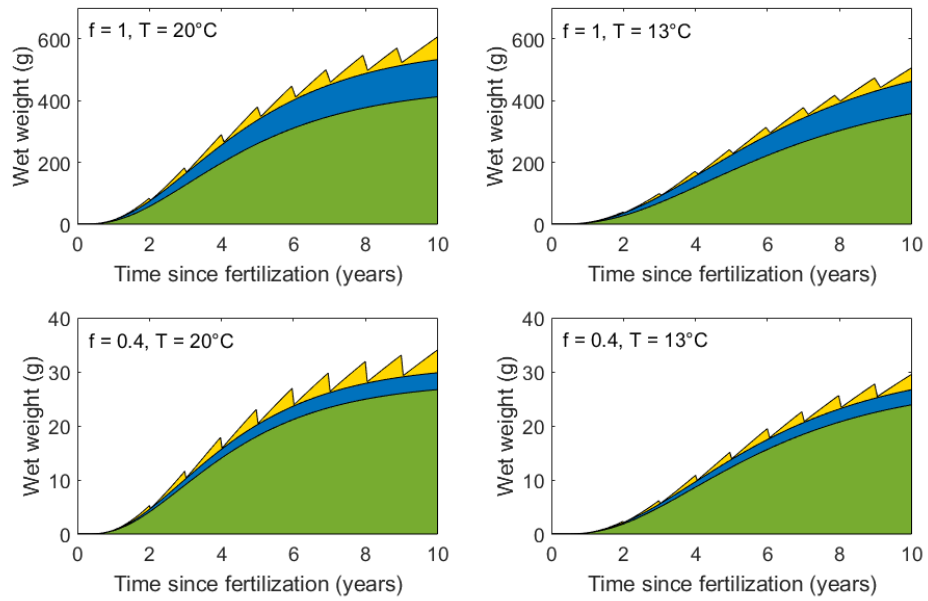 f = 1, T = 20°C
Wet weight (g)
600
400
200
0
0 2 4 6 8 10
Time since fertilization (years)
f = 1, T = 13°C
Wet weight (g)
600
400
200
0
0 2 4 6 8 10
Time since fertilization (years)
f = 0.4, T = 20°C
Wet weight (g)
40
30
20
10
0
0 2 4 6 8 10
Time since fertilization (years)
f = 0.4, T = 13°C
Wet weight (g)
40
30
20
10
0
0 2 4 6 8 10
Time since fertilization (years)